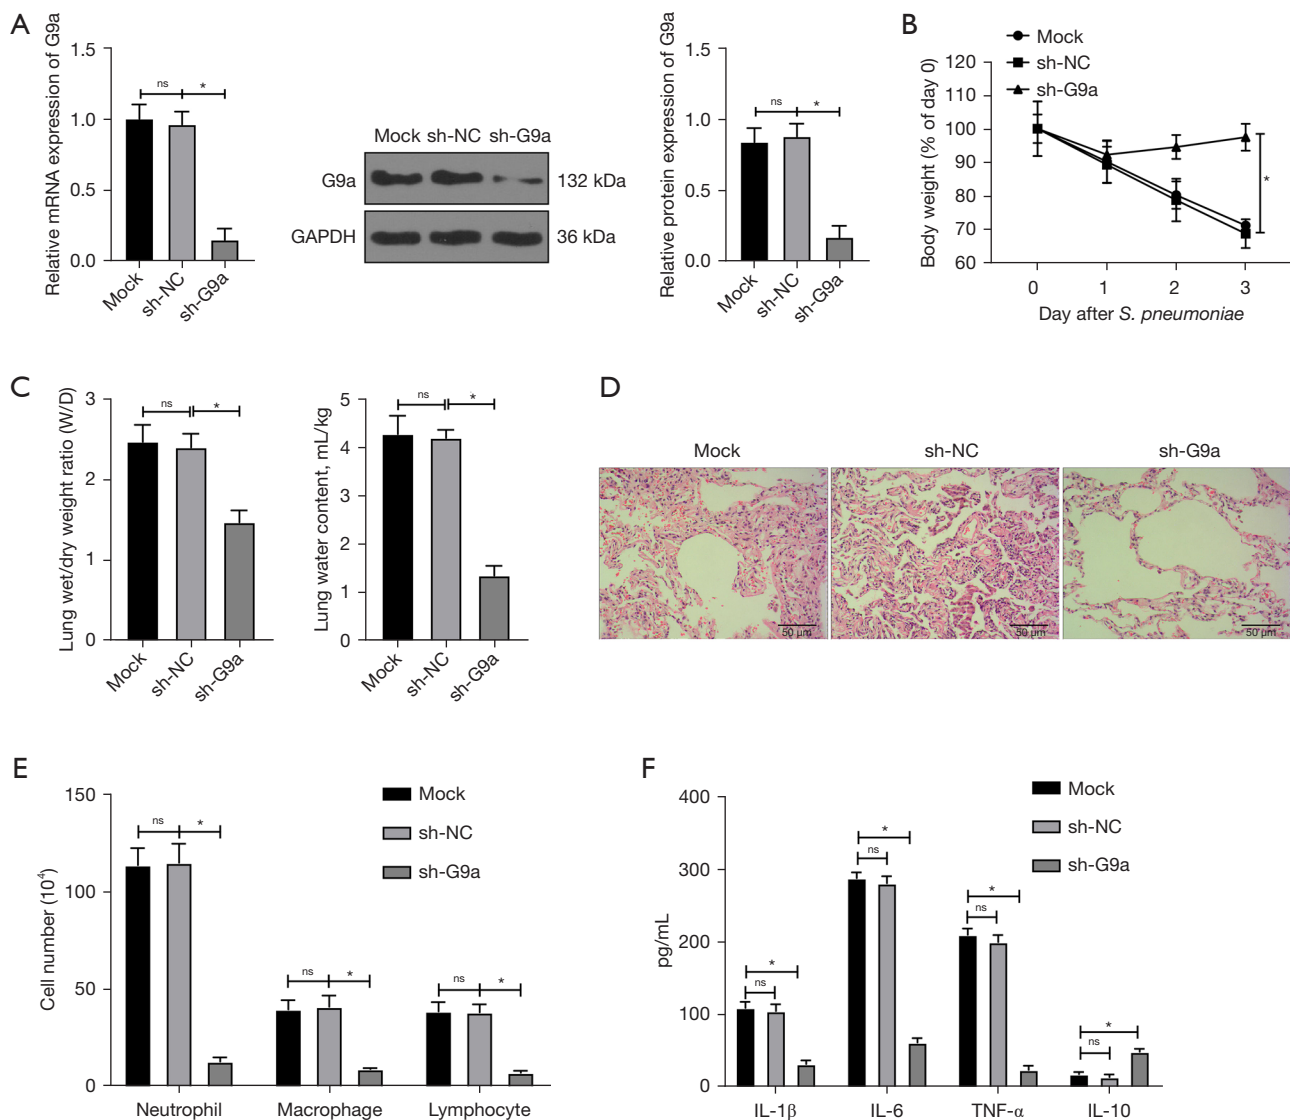 A
Relative mRNA expression of G9a
1.5
1.0
0.5
0.0
ns
*
Mock
sh-NC
sh-G9a
Mock sh-NC sh-G9a
G9a
132 kDa
GAPDH
36 kDa
Relative protein expression of G9a
1.5
1.0
0.5
0.0
ns
*
Mock
sh-NC
sh-G9a
B
Mock
sh-NC
sh-G9a
Body weight (% of day 0)
120
110
100
90
80
70
60
*
0 1 2 3
Day after S. pneumoniae
C
Lung wet/dry weight ratio (W/D)
3
2
1
0
ns
*
Mock
sh-NC
sh-G9a
Lung water content, mL/kg
5
4
3
2
1
0
ns
*
Mock
sh-NC
sh-G9a
D
Mock
sh-NC
sh-G9a
50 μm
50 μm
50 μm
E
Cell number (10⁴)
150
100
50
0
Mock
sh-NC
sh-G9a
ns
*
ns
*
ns
*
Neutrophil Macrophage Lymphocyte
F
pg/mL
400
300
200
100
0
Mock
sh-NC
sh-G9a
*
ns
*
ns
*
ns
*
ns
IL-1β IL-6 TNF-α IL-10